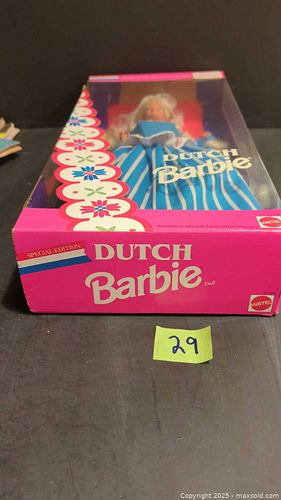 DUTCH
Barbie
MATTEL
SPECIAL EDITION
DUTCH
Barbie
Doll
MATTEL
29
Copyright © 2025 - maxsold.com